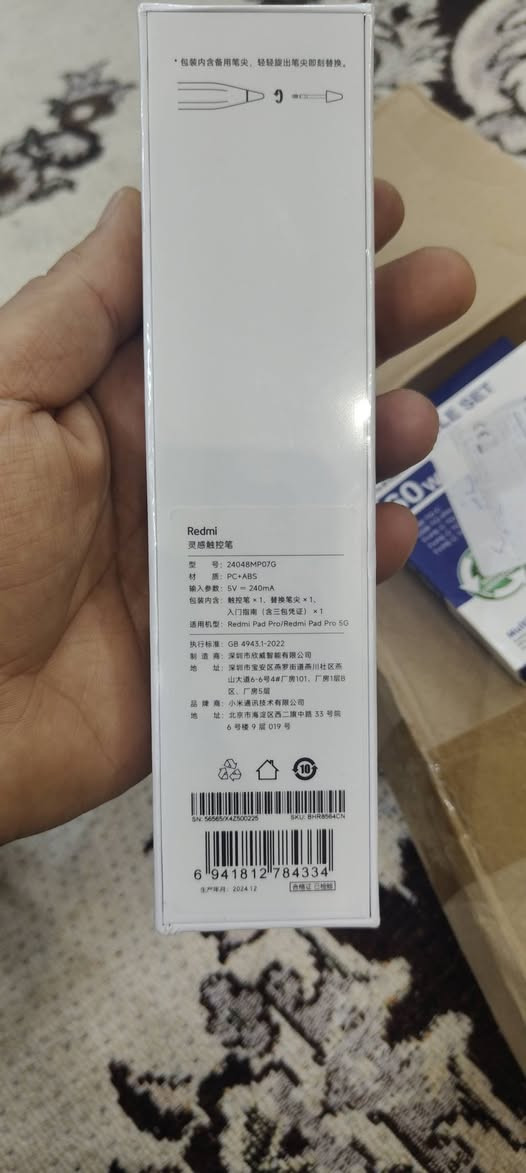 * 包装内含备用笔尖，轻轻旋出笔尖即刻替换。
Redmi
灵感触控笔
型 号：24048MP07G
材 质：PC+ABS
输入参数：5V ⎓ 240mA
包装内含：触控笔 × 1、替换笔尖 × 1、
入门指南（含三包凭证）× 1
适用机型：Redmi Pad Pro/Redmi Pad Pro 5G
执行标准：GB 4943.1-2022
制 造 商：深圳市欣威智能有限公司
地 址：深圳市宝安区燕罗街道燕川社区燕
山大道6-6号4#厂房101、厂房1层B
区、厂房5层
品 牌 商：小米通讯技术有限公司
地 址：北京市海淀区西二旗中路 33 号院
6 号楼 9 层 019 号
10
SN: 56565/X4Z500225 SKU: BHR8564CN
6 941812 784334
生产年月：2024.12 合格证 已检验
LE SET
60W